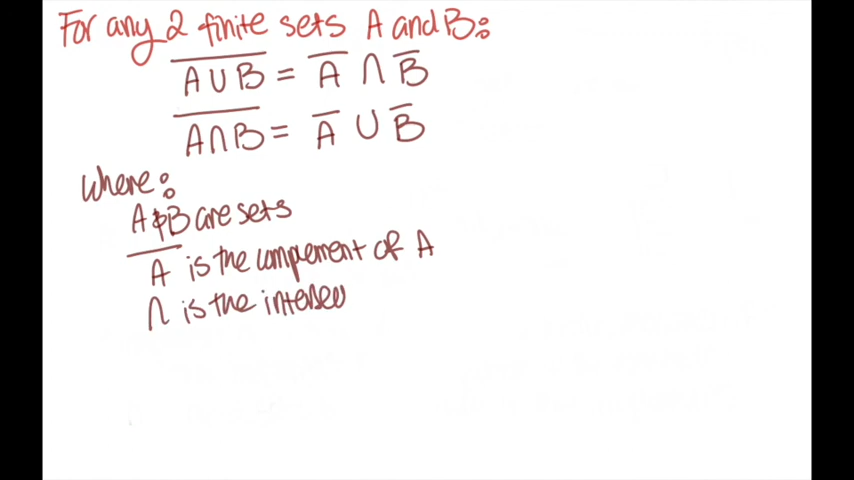 For any 2 finite sets A and B:
A̅ ̅∪̅ ̅B̅ = A̅ ∩ B̅
A̅ ̅∩̅ ̅B̅ = A̅ ∪ B̅
where:
A & B are sets
A̅ is the complement of A
∩ is the intersec